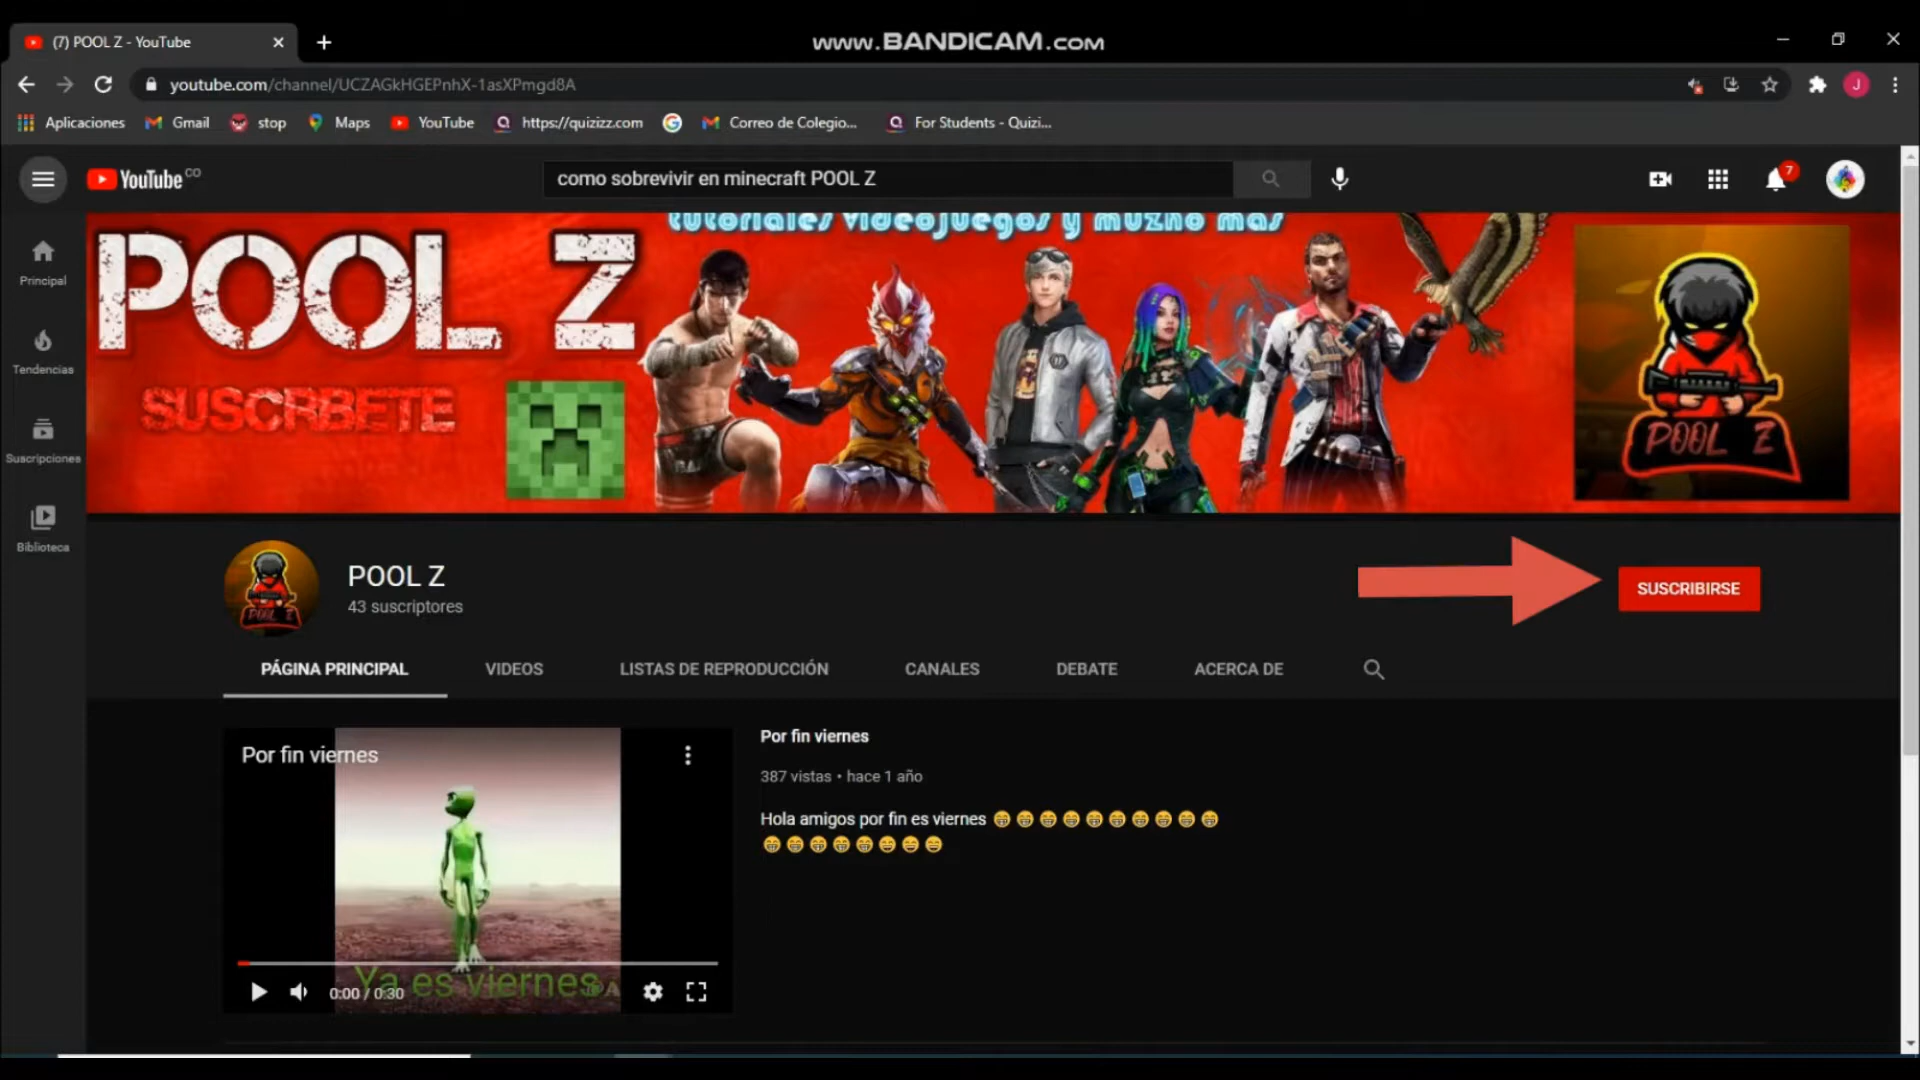 (7) POOL Z - YouTube
www.BANDICAM.com
youtube.com/channel/UCZAGkHGEPnhX-1asXPmgd8A
J
Aplicaciones
Gmail
stop
Maps
YouTube
https://quizizz.com
Correo de Colegio...
For Students - Quizi...
YouTube CO
como sobrevivir en minecraft POOL Z
7
tutoriales videojuegos y muzho mas
POOL Z
SUSCRBETE
POOL Z
Principal
Tendencias
Suscripciones
Biblioteca
POOL Z
POOL Z
43 suscriptores
SUSCRIBIRSE
PÁGINA PRINCIPAL
VIDEOS
LISTAS DE REPRODUCCIÓN
CANALES
DEBATE
ACERCA DE
Por fin viernes
Ya es viernes
0:00 / 0:30
Por fin viernes
387 vistas • hace 1 año
Hola amigos por fin es viernes 😁😁😁😁😁😁😁😁😁😁
😁😁😁😁😁😄😄😄